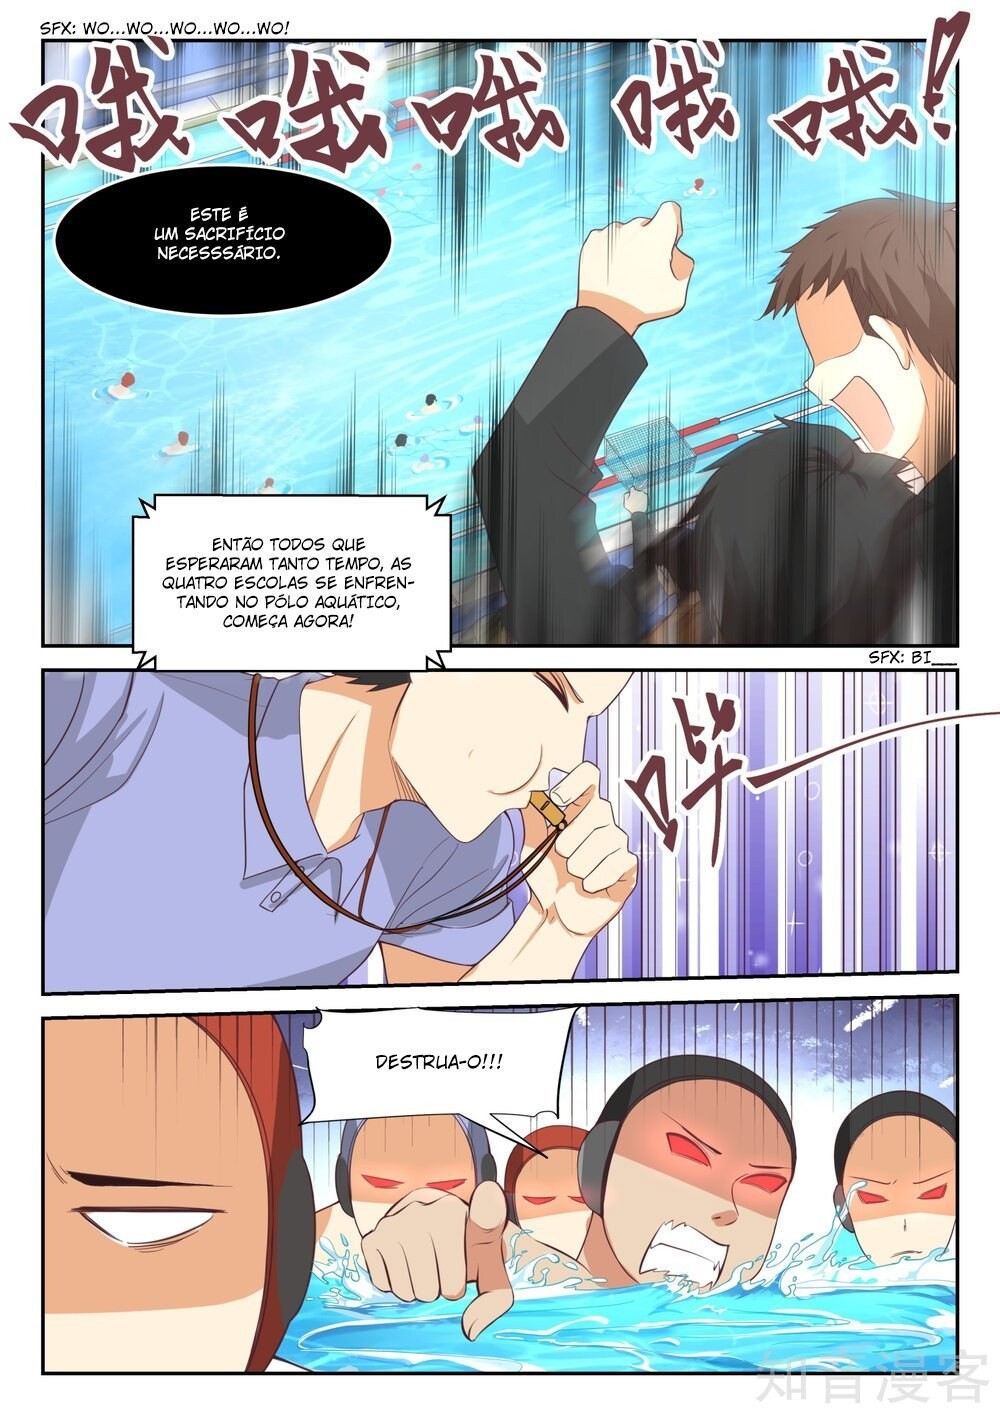 SFX: WO...WO...WO...WO...WO!
哦哦哦哦哦!
ESTE É
UM SACRIFÍCIO
NECESSSÁRIO.
ENTÃO TODOS QUE
ESPERARAM TANTO TEMPO, AS
QUATRO ESCOLAS SE ENFREN-
TANDO NO PÓLO AQUÁTICO,
COMEÇA AGORA!
SFX: BI__
哔—
DESTRUA-O!!!
知音漫客